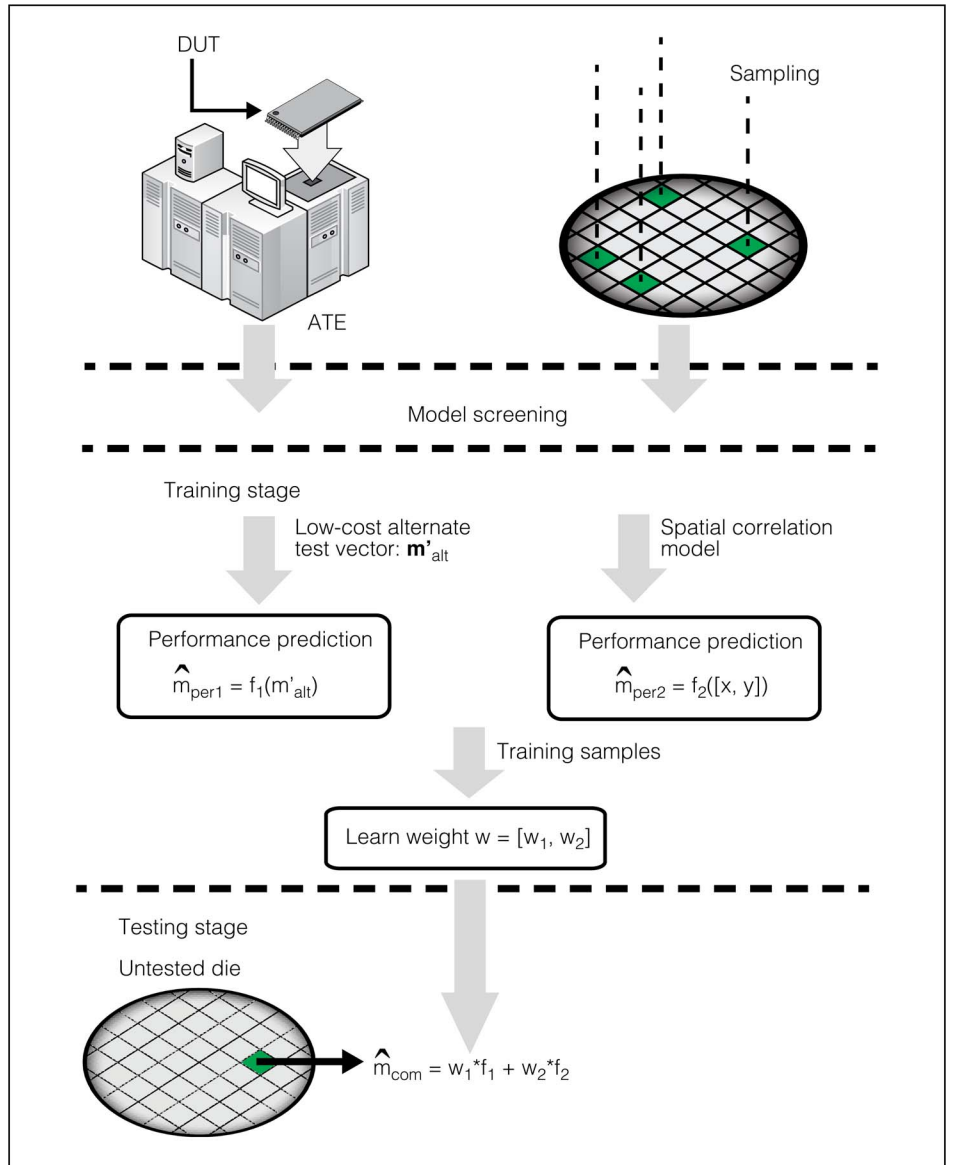 DUT
Sampling
ATE
Model screening
Training stage
Low-cost alternate
test vector: m'alt
Spatial correlation
model
Performance prediction
m̂per1 = f1(m'alt)
Performance prediction
m̂per2 = f2([x, y])
Training samples
Learn weight w = [w1, w2]
Testing stage
Untested die
m̂com = w1*f1 + w2*f2